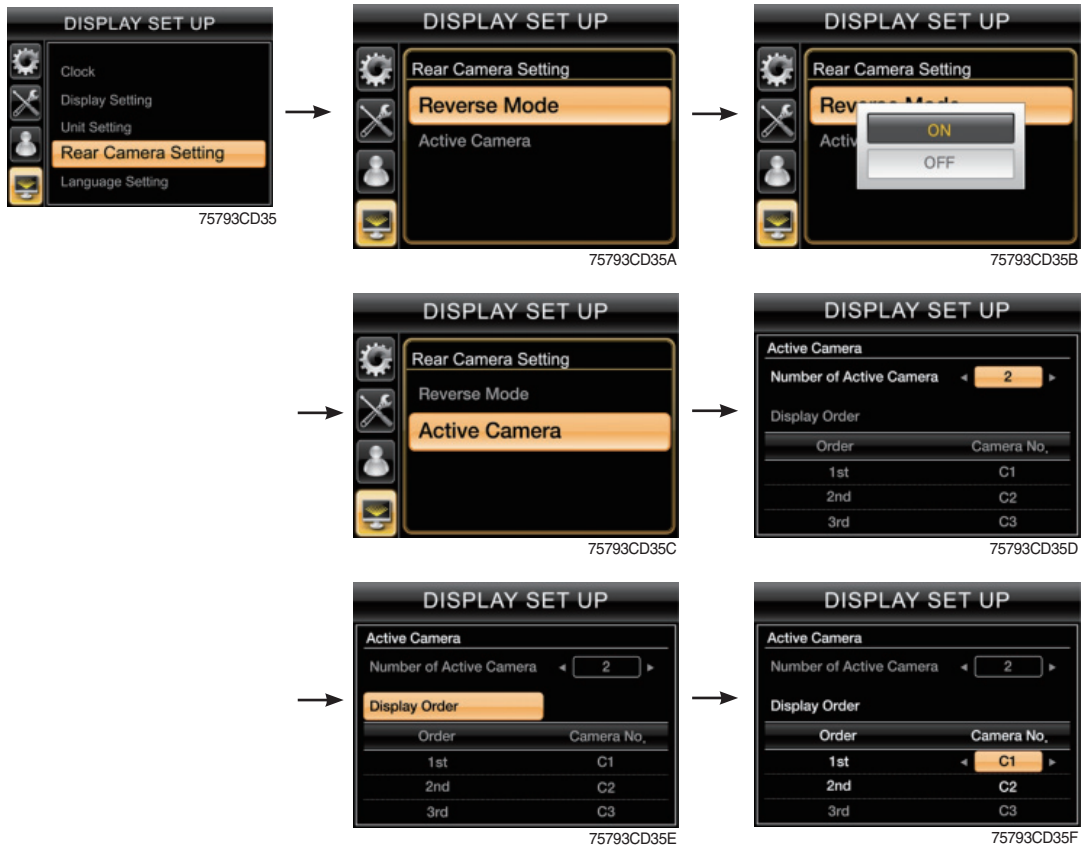 DISPLAY SET UP
Clock
Display Setting
Unit Setting
Rear Camera Setting
Language Setting
75793CD35
DISPLAY SET UP
Rear Camera Setting
Reverse Mode
Active Camera
75793CD35A
DISPLAY SET UP
Rear Camera Setting
Reverse Mode
Activ
ON
OFF
75793CD35B
DISPLAY SET UP
Rear Camera Setting
Reverse Mode
Active Camera
75793CD35C
DISPLAY SET UP
Active Camera
Number of Active Camera ◀ 2 ▶
Display Order
Order Camera No.
1st C1
2nd C2
3rd C3
75793CD35D
DISPLAY SET UP
Active Camera
Number of Active Camera ◀ 2 ▶
Display Order
Order Camera No.
1st C1
2nd C2
3rd C3
75793CD35E
DISPLAY SET UP
Active Camera
Number of Active Camera ◀ 2 ▶
Display Order
Order Camera No.
1st ◀ C1 ▶
2nd C2
3rd C3
75793CD35F